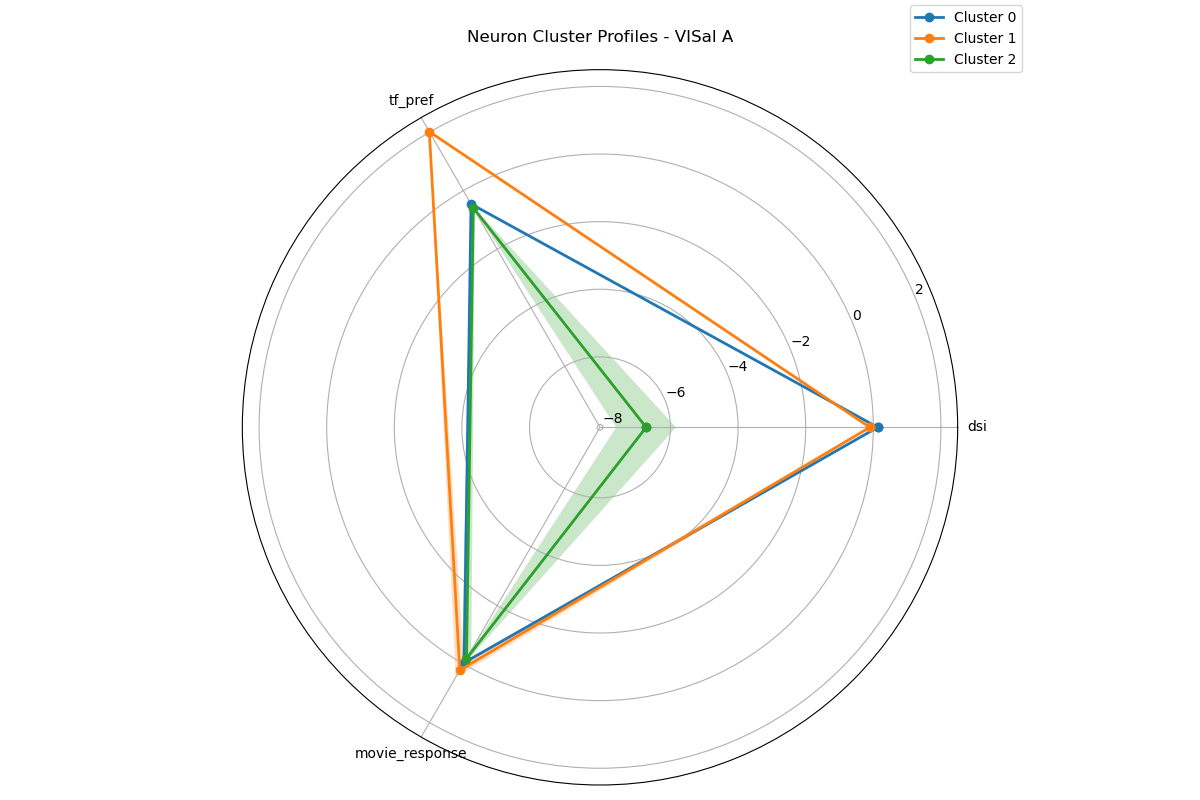 Neuron Cluster Profiles - VISal A
Cluster 0
Cluster 1
Cluster 2
tf_pref
2
0
−2
−4
−6
−8
dsi
movie_response